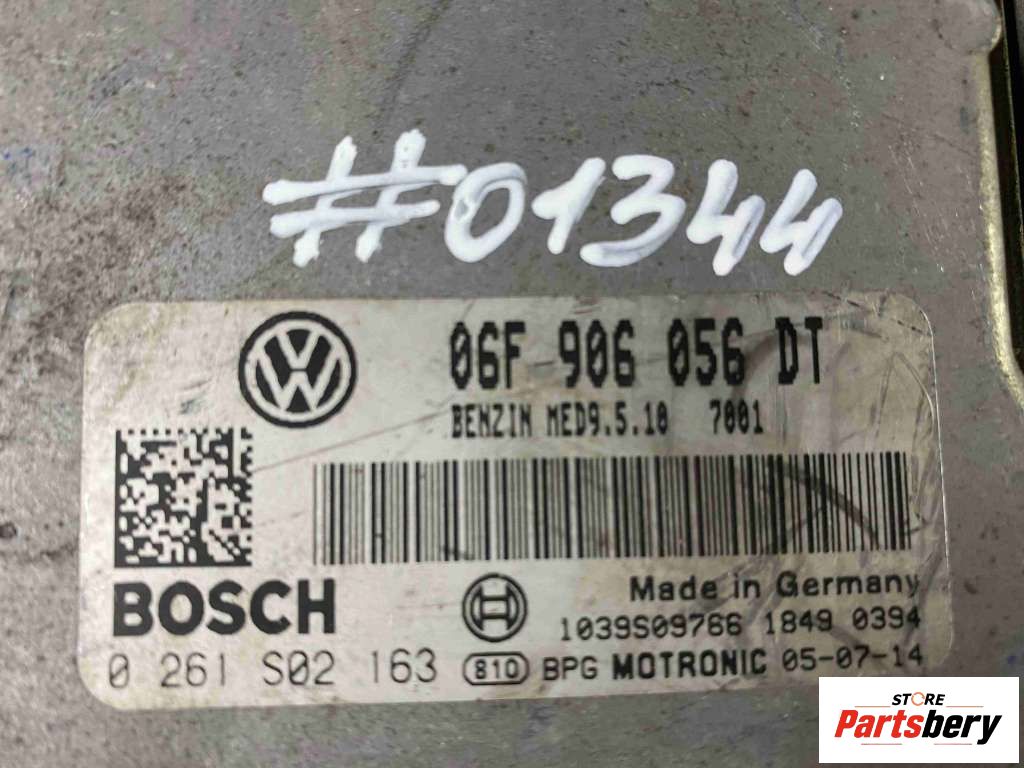 #01344
06F 906 056 DT
BENZIN MED9.5.10 7001
BOSCH
Made in Germany
1039S09766 1849 0394
0 261 S02 163 810 BPG MOTRONIC 05-07-14
STORE
Partsbery